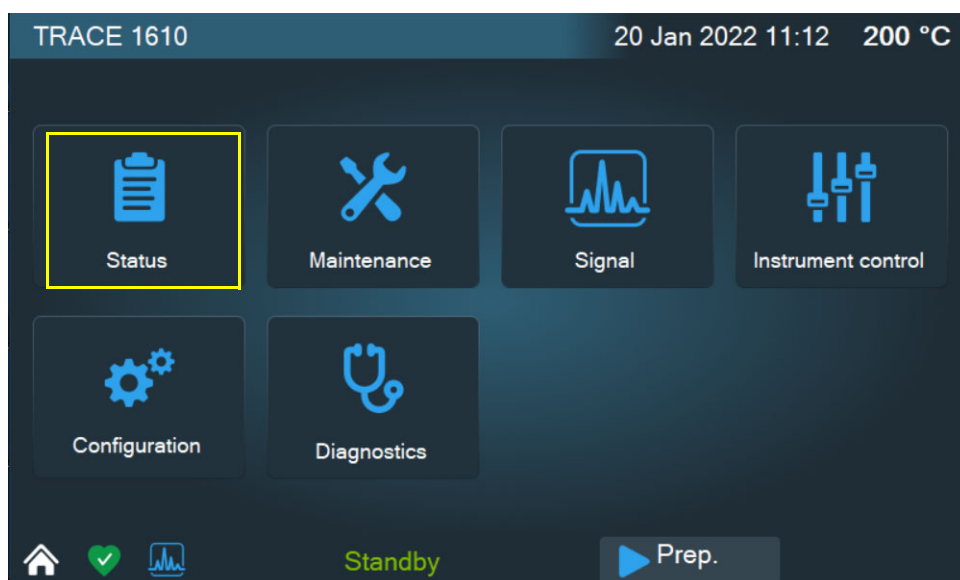 TRACE 1610 20 Jan 2022 11:12 200 °C
Status Maintenance Signal Instrument control
Configuration Diagnostics
Standby Prep.